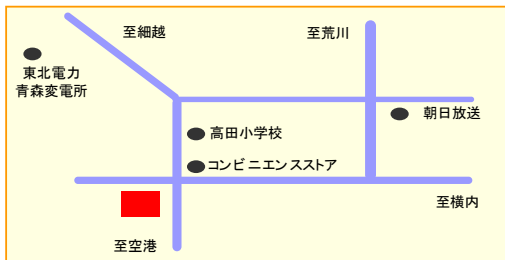 至細越
至荒川
東北電力
青森変電所
朝日放送
高田小学校
コンビニエンスストア
至横内
至空港